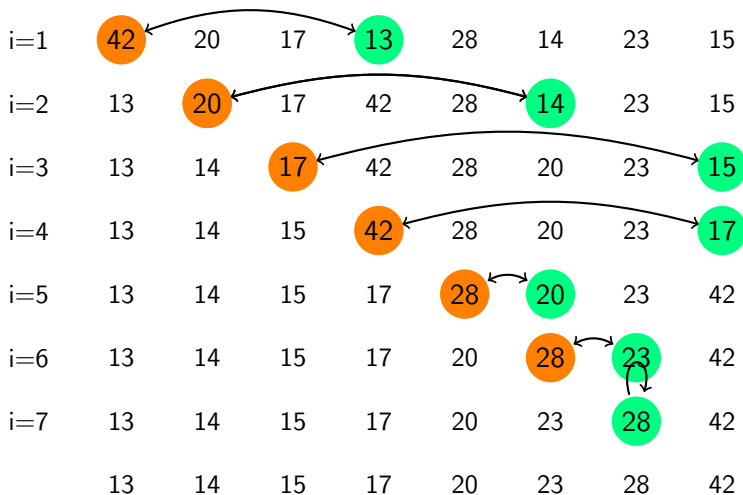 i=1 42 20 17 13 28 14 23 15
i=2 13 20 17 42 28 14 23 15
i=3 13 14 17 42 28 20 23 15
i=4 13 14 15 42 28 20 23 17
i=5 13 14 15 17 28 20 23 42
i=6 13 14 15 17 20 28 23 42
i=7 13 14 15 17 20 23 28 42
13 14 15 17 20 23 28 42